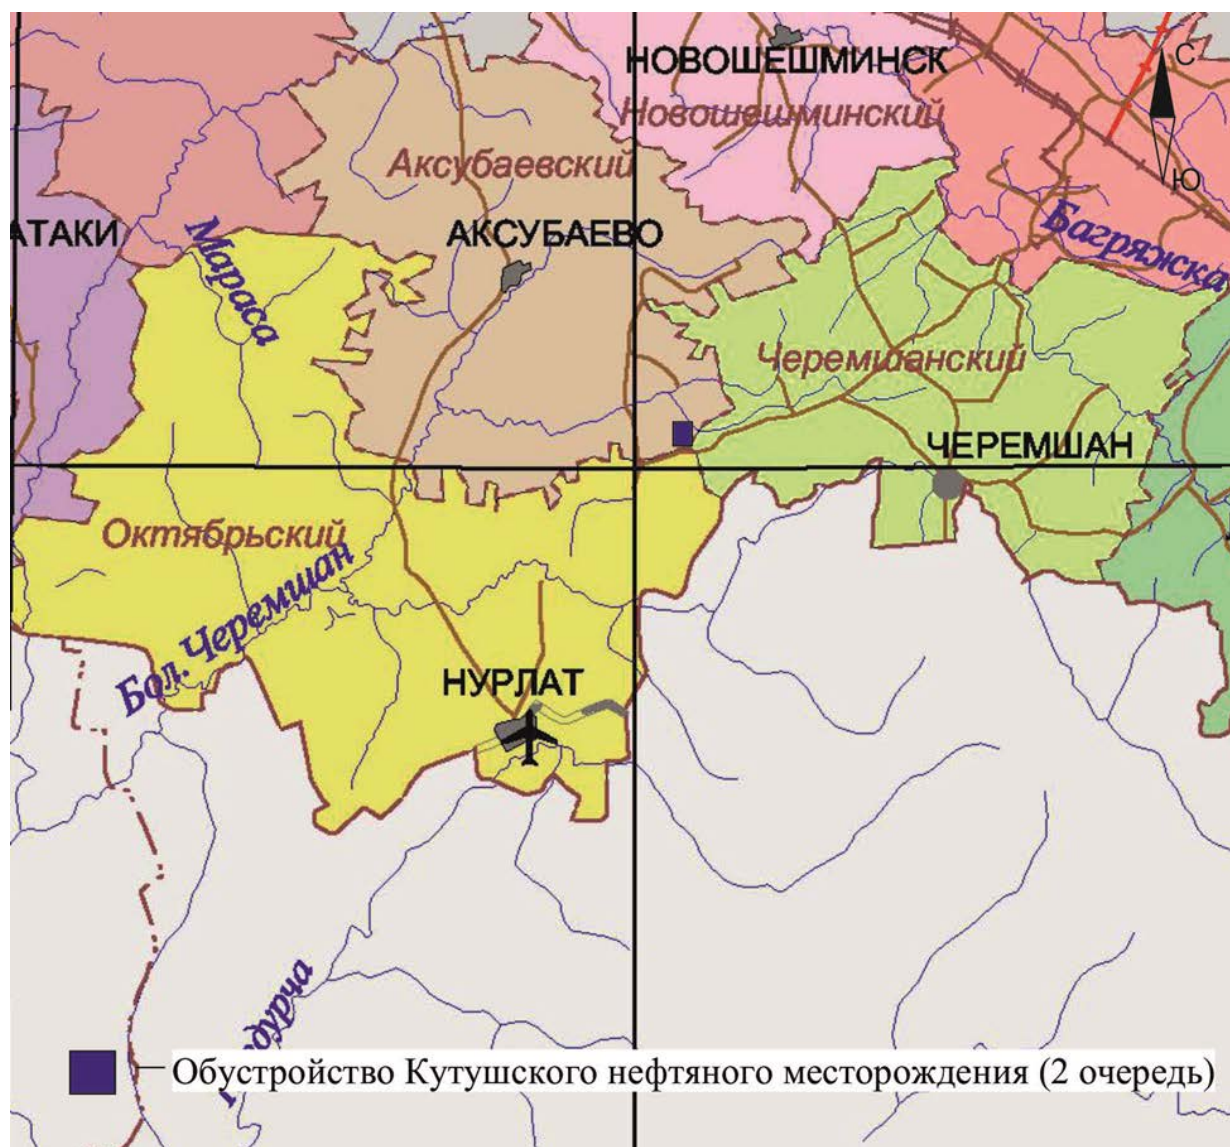 НОВОШЕШМИНСК
С
Новошешминский
Аксубаевский
Ю
АТАКИ
Мараса
АКСУБАЕВО
Багряжка
Черемшанский
ЧЕРЕМШАН
Октябрьский
Бол. Черемшан
НУРЛАТ
дурча
Обустройство Кутушского нефтяного месторождения (2 очередь)